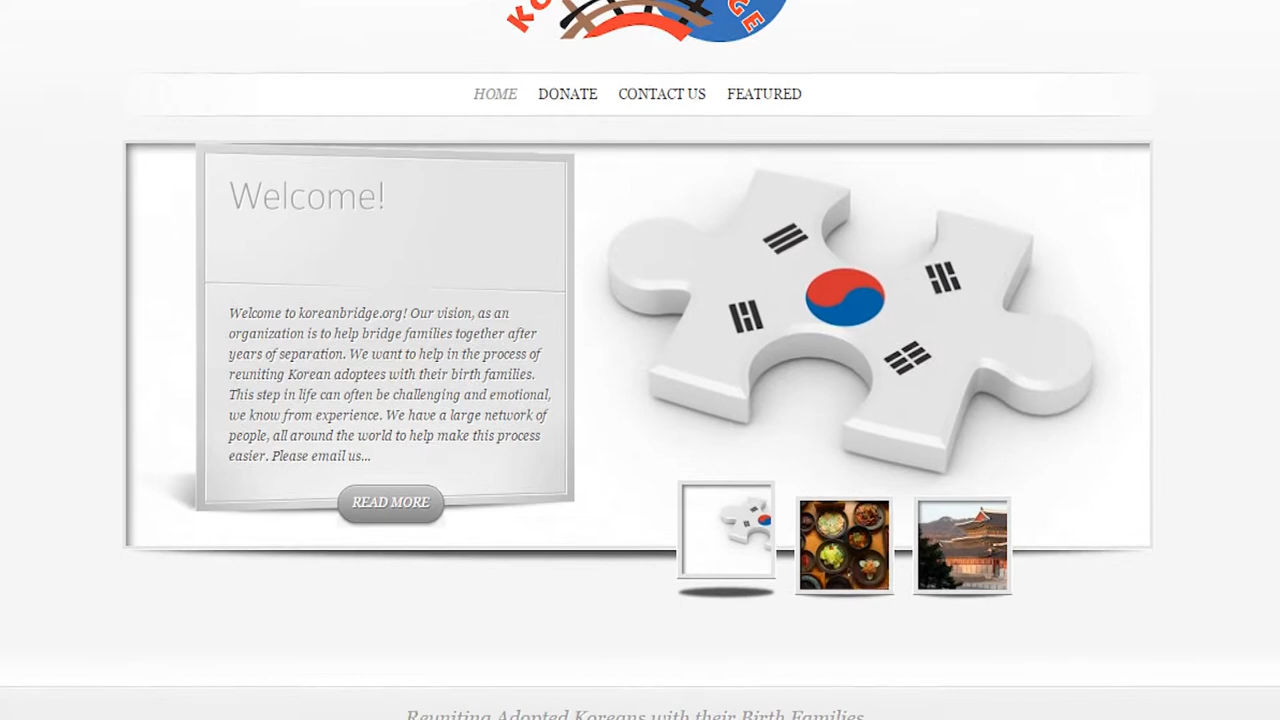 HOME DONATE CONTACT US FEATURED
Welcome!
Welcome to koreanbridge.org! Our vision, as an
organization is to help bridge families together after
years of separation. We want to help in the process of
reuniting Korean adoptees with their birth families.
This step in life can often be challenging and emotional,
we know from experience. We have a large network of
people, all around the world to help make this process
easier. Please email us...
READ MORE
Reuniting Adopted Koreans with their Birth Families